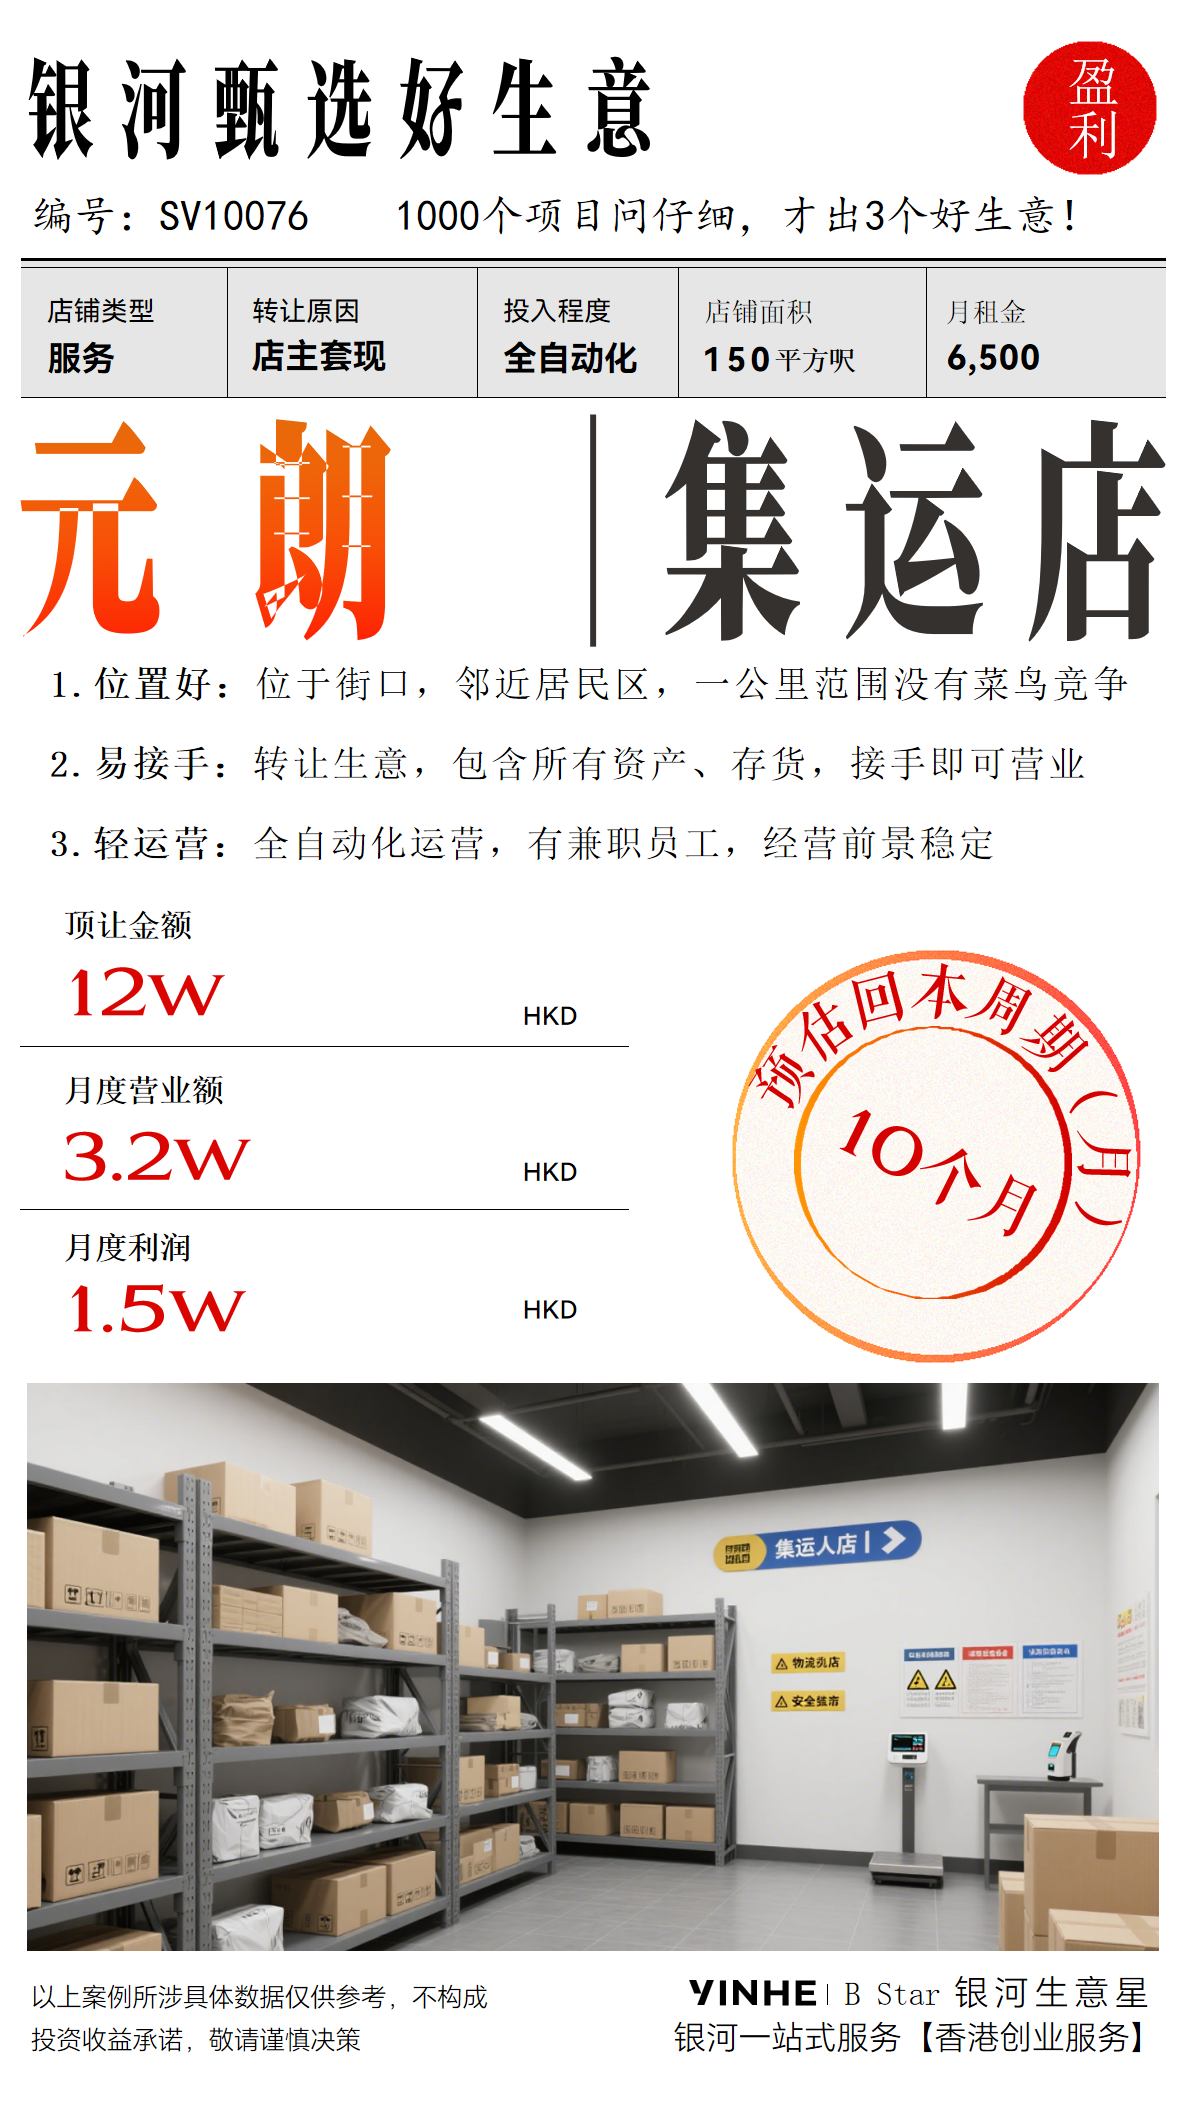 银河甄选好生意
盈利
编号：SV10076 1000个项目问仔细，才出3个好生意！
店铺类型
服务
转让原因
店主套现
投入程度
全自动化
店铺面积
150平方呎
月租金
6,500
元朗 | 集运店
1. 位置好：位于街口，邻近居民区，一公里范围没有菜鸟竞争
2. 易接手：转让生意，包含所有资产、存货，接手即可营业
3. 轻运营：全自动化运营，有兼职员工，经营前景稳定
顶让金额
12W
HKD
月度营业额
3.2W
HKD
月度利润
1.5W
HKD
预估回本周期（月）
10个月
集运人店
物流
安全
以上案例所涉具体数据仅供参考，不构成
投资收益承诺，敬请谨慎决策
YINHE | B Star 银河生意星
银河一站式服务【香港创业服务】